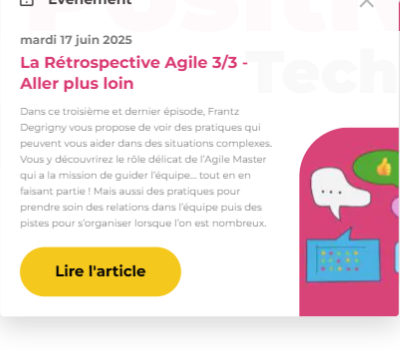 Evénement
mardi 17 juin 2025
La Rétrospective Agile 3/3 -
Aller plus loin
Dans ce troisième et dernier épisode, Frantz
Degrigny vous propose de voir des pratiques qui
peuvent vous aider dans des situations complexes.
Vous y découvrirez le rôle délicat de l'Agile Master
qui a la mission de guider l'équipe... tout en en
faisant partie ! Mais aussi des pratiques pour
prendre soin des relations dans l'équipe puis des
pistes pour s'organiser lorsque l'on est nombreux.
Lire l'article
Tech